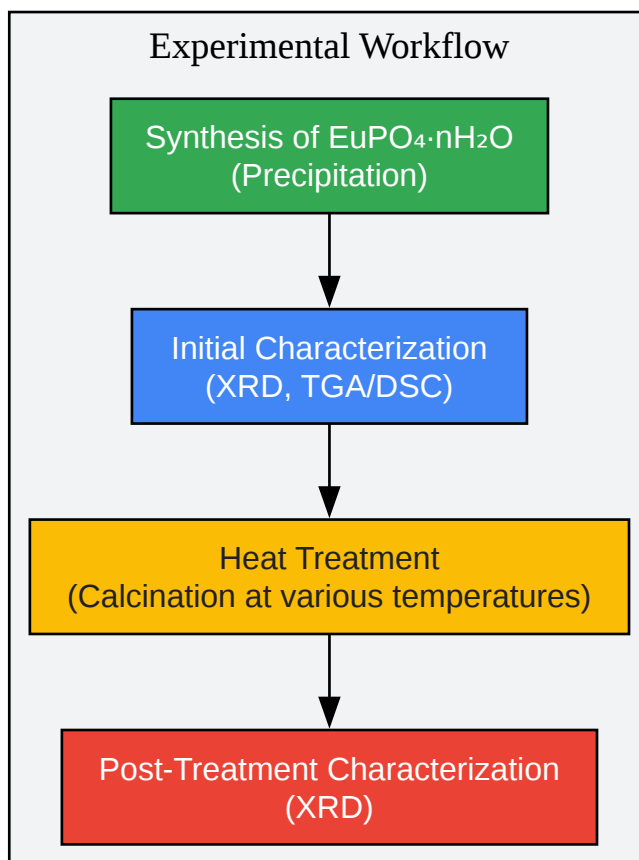 Experimental Workflow
Synthesis of EuPO₄·nH₂O
(Precipitation)
Initial Characterization
(XRD, TGA/DSC)
Heat Treatment
(Calcination at various temperatures)
Post-Treatment Characterization
(XRD)